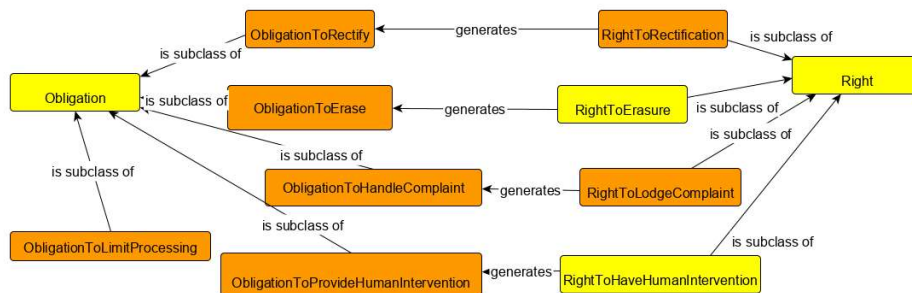 ObligationToRectify
generates
RightToRectification
is subclass of
is subclass of
Obligation
Right
is subclass of
ObligationToErase
generates
RightToErasure
is subclass of
is subclass of
is subclass of
is subclass of
ObligationToHandleComplaint
generates
RightToLodgeComplaint
is subclass of
is subclass of
ObligationToLimitProcessing
ObligationToProvideHumanIntervention
generates
RightToHaveHumanIntervention